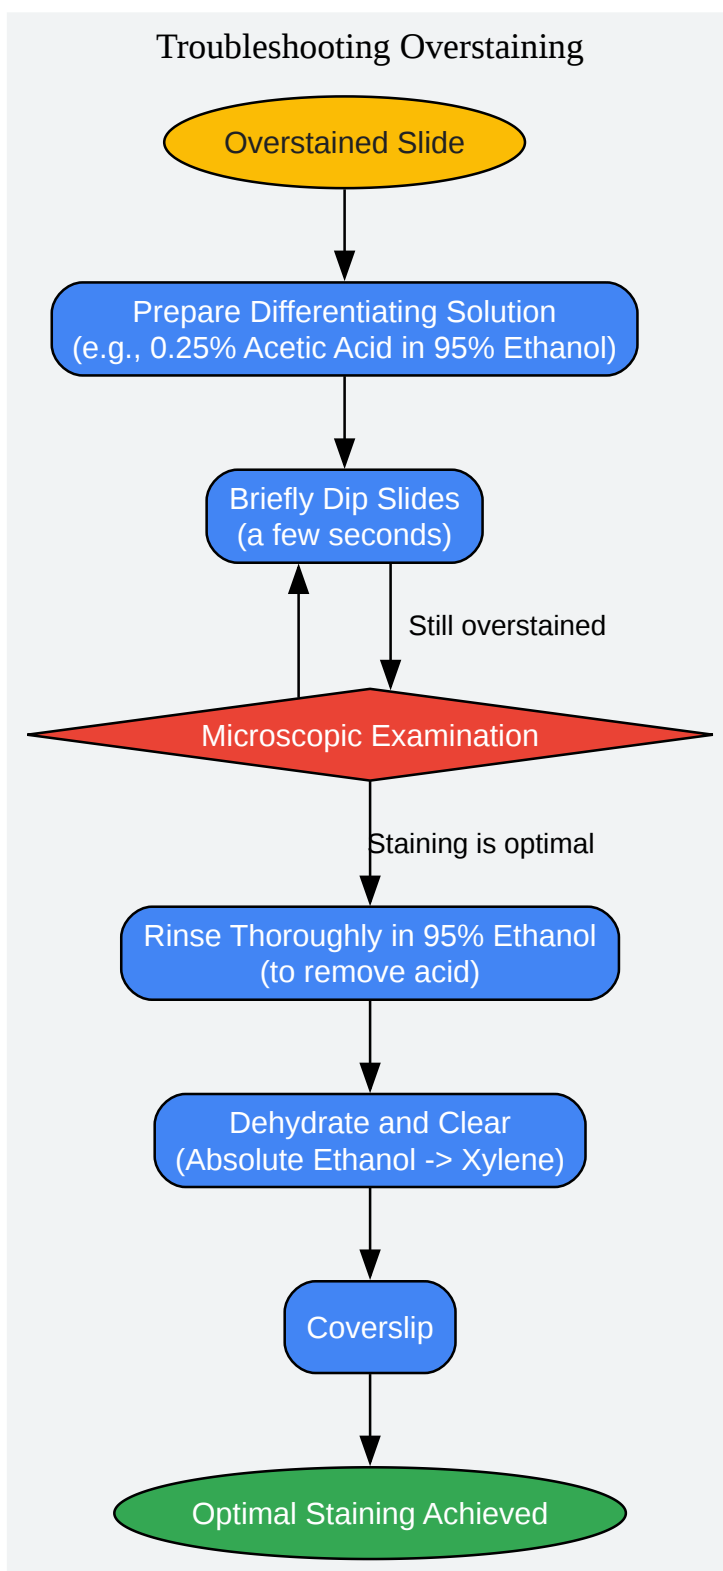 Troubleshooting Overstaining
Overstained Slide
Prepare Differentiating Solution
(e.g., 0.25% Acetic Acid in 95% Ethanol)
Briefly Dip Slides
(a few seconds)
Still overstained
Microscopic Examination
Staining is optimal
Rinse Thoroughly in 95% Ethanol
(to remove acid)
Dehydrate and Clear
(Absolute Ethanol -> Xylene)
Coverslip
Optimal Staining Achieved